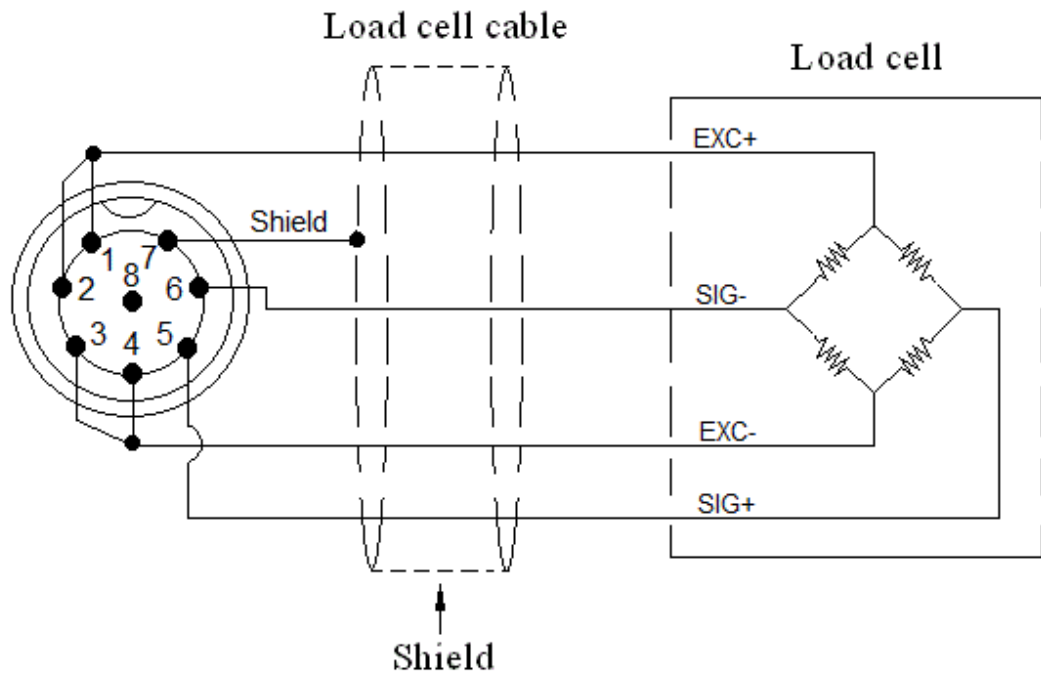 Load cell cable
Load cell
EXC+
Shield
1
7
8
2
6
SIG-
3
4
5
EXC-
SIG+
Shield